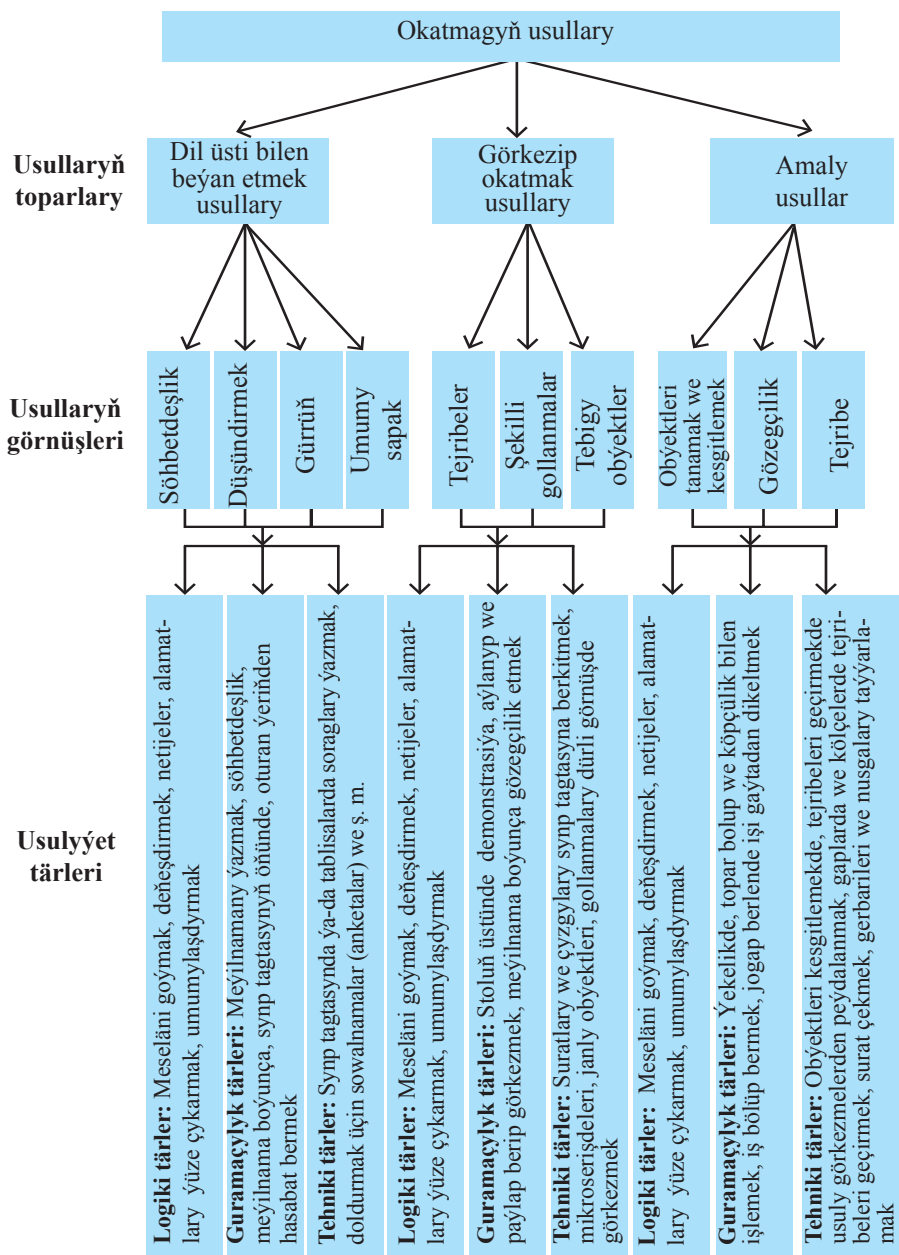 Okatmagyň usullary
Usullaryň
toparlary
Dil üsti bilen
beýan etmek
usullary
Görkezip
okatmak
usullary
Amaly
usullar
Usullaryň
görnüşleri
Söhbetdeşlik
Düşündirmek
Gürrüň
Umumy
sapak
Tejribeler
Şekilli
gollanmalar
Tebigy
obýektler
Obýektleri
tanamak we
kesgitlemek
Gözegçilik
Tejribe
Usulyýet
tärleri
Logiki tärler: Meseläni goýmak, deňeşdirmek, netijeler, alamat-
lary ýüze çykarmak, umumylaşdyrmak
Guramaçylyk tärleri: Meýilnamany ýazmak, söhbetdeşlik,
meýilnama boýunça, synp tagtasynyň öňünde, oturan ýeriňden
hasabat bermek
Tehniki tärler: Synp tagtasynda ýa-da tablisalarda soraglary ýazmak,
doldurmak üçin sowalnamalar (anketalar) we ş. m.
Logiki tärler: Meseläni goýmak, deňeşdirmek, netijeler, alamat-
lary ýüze çykarmak, umumylaşdyrmak
Guramaçylyk tärler: Stoluň üstünde demonstrasiýa, aýlanyp we
paýlap berip görkezmek, meýilnama boýunça gözegçilik etmek
Tehniki tärler: Suratlary we çyzgylary synp tagtasyna berkitmek,
mikroserişdeleri, janly obýektleri, gollanmalary dürli görnüşde
görkezmek
Logiki tärler: Meseläni goýmak, deňeşdirmek, netijeler, alamat-
lary ýüze çykarmak, umumylaşdyrmak
Guramaçylyk tärleri: Ýekelikde, topar bolup we köpçülik bilen
işlemek, iş bölüp bermek, jogap berlende işi gaýtadan dikeltmek
Tehniki tärler: Obýektleri kesgitlemekde, tejribeleri geçirmekde
usuly görkezmelerden peýdalanmak, gaplarda we kölçelerde tejri-
beleri geçirmek, surat çekmek, gerbarileri we nusgalary taýýarla-
mak